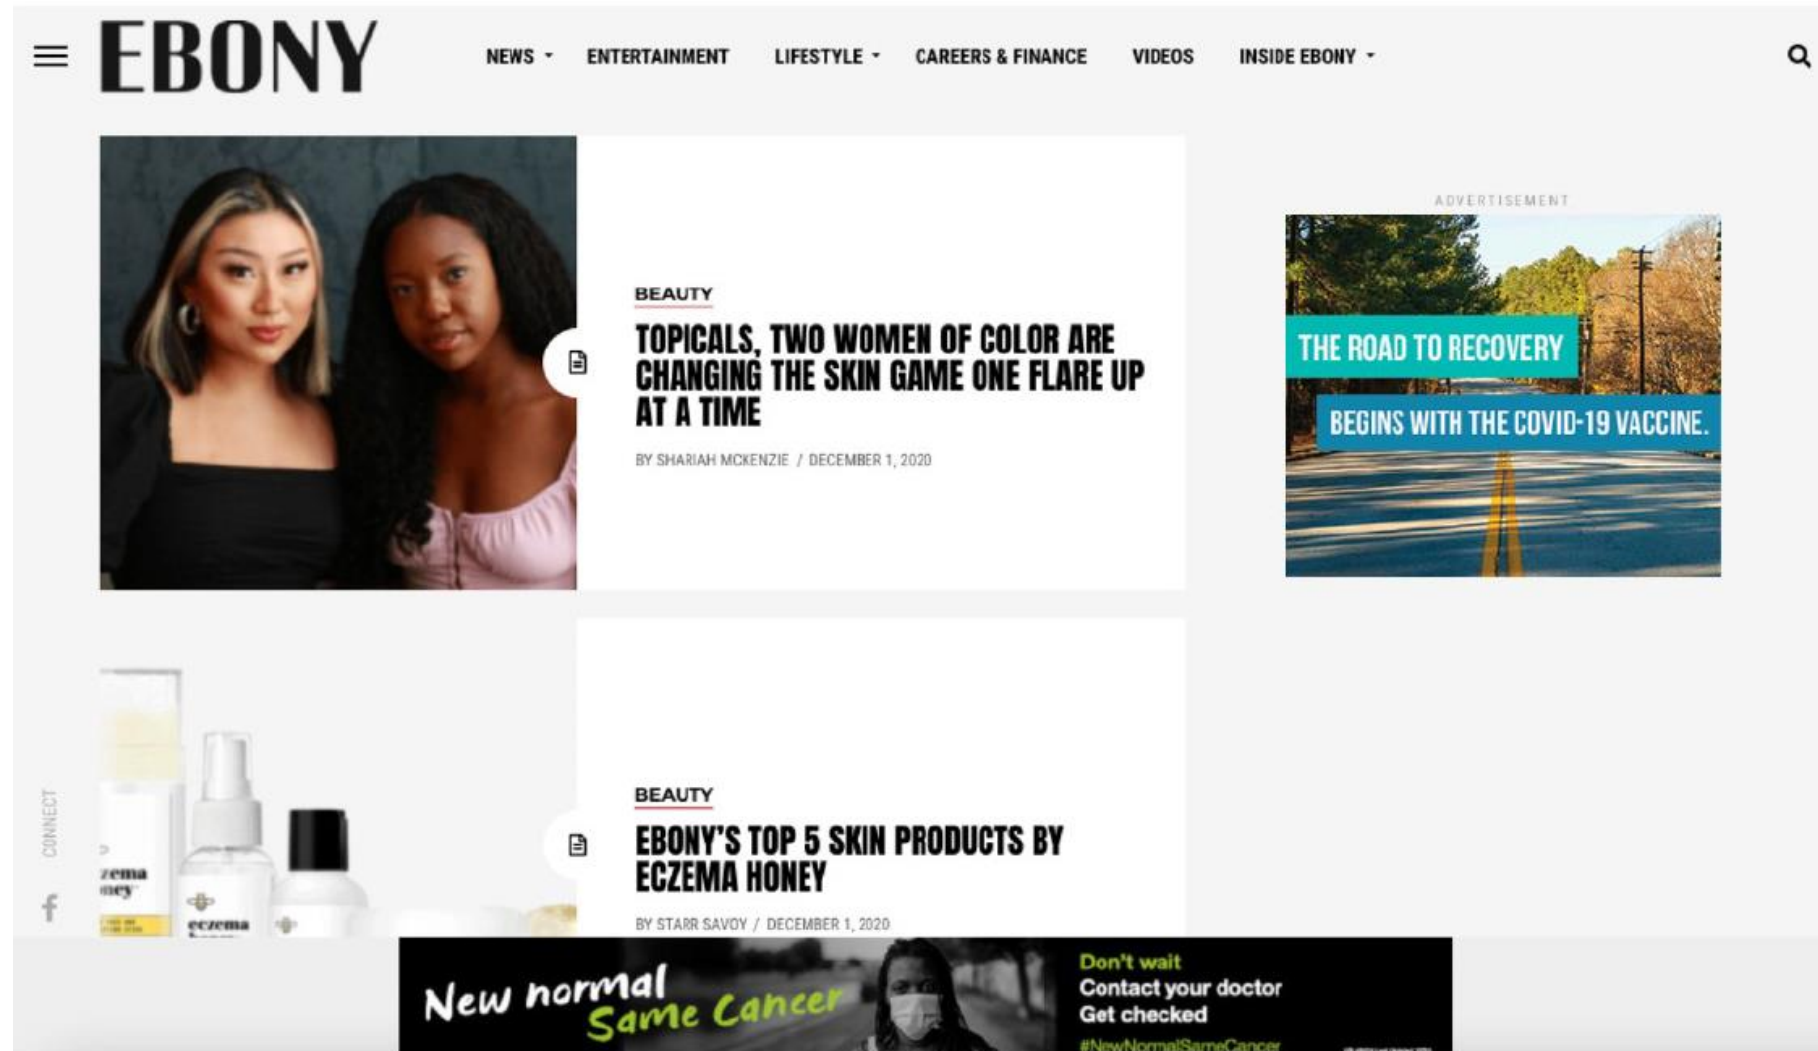 EBONY
NEWS
ENTERTAINMENT
LIFESTYLE
CAREERS & FINANCE
VIDEOS
INSIDE EBONY
BEAUTY
TOPICALS, TWO WOMEN OF COLOR ARE
CHANGING THE SKIN GAME ONE FLARE UP
AT A TIME
BY SHARIAH MCKENZIE / DECEMBER 1, 2020
ADVERTISEMENT
THE ROAD TO RECOVERY
BEGINS WITH THE COVID-19 VACCINE.
CONNECT
zema
eczema
BEAUTY
EBONY'S TOP 5 SKIN PRODUCTS BY
ECZEMA HONEY
BY STARR SAVOY / DECEMBER 1, 2020
New normal
Same Cancer
Don't wait
Contact your doctor
Get checked
#NewNormalSameCancer